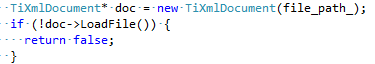 TiXmlDocument* doc = new TiXmlDocument(file_path_);
if (!doc->LoadFile()) {
return false;
}